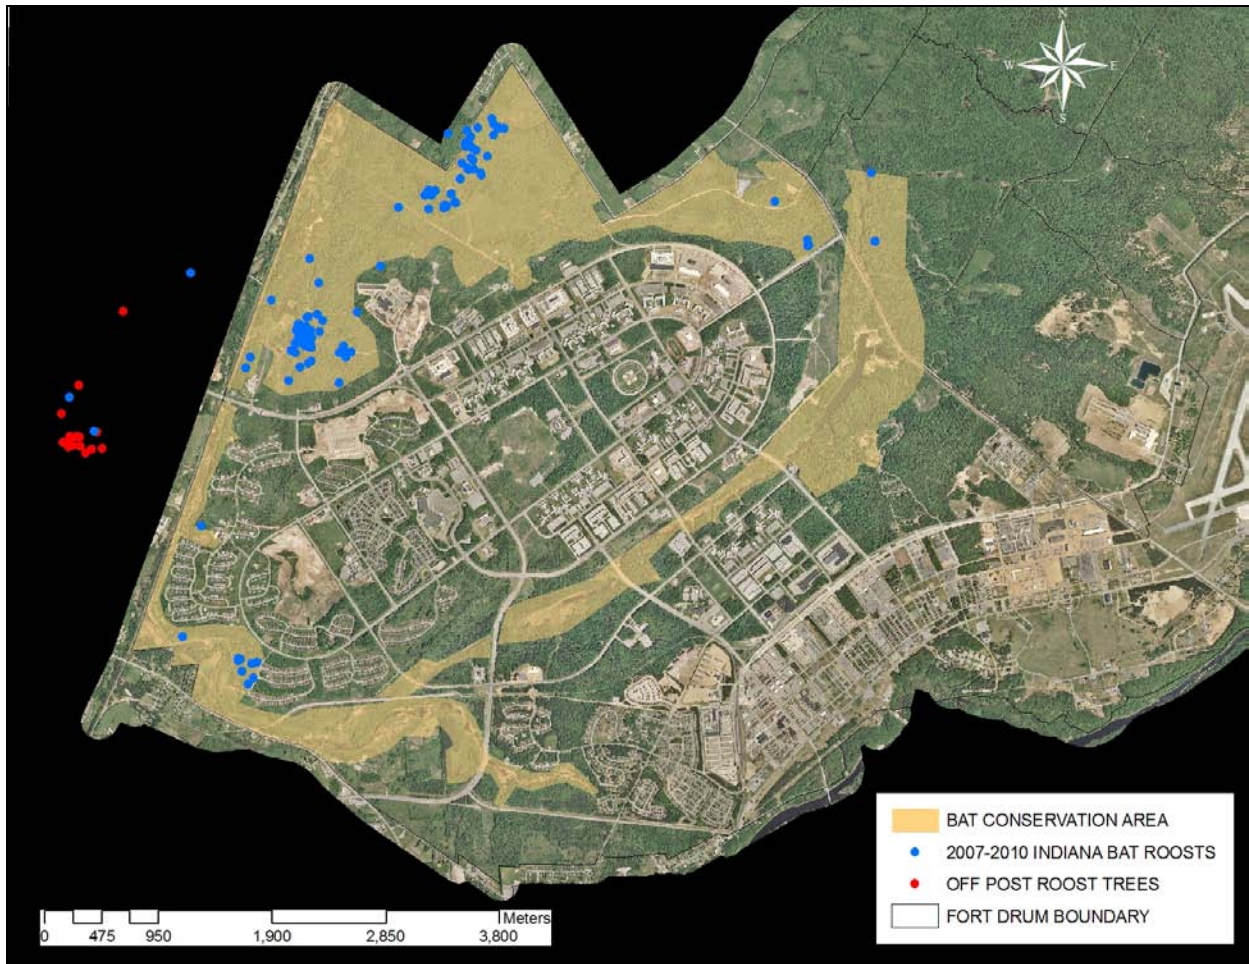 N
W E
S
BAT CONSERVATION AREA
2007-2010 INDIANA BAT ROOSTS
OFF POST ROOST TREES
FORT DRUM BOUNDARY
Meters
0 475 950 1,900 2,850 3,800